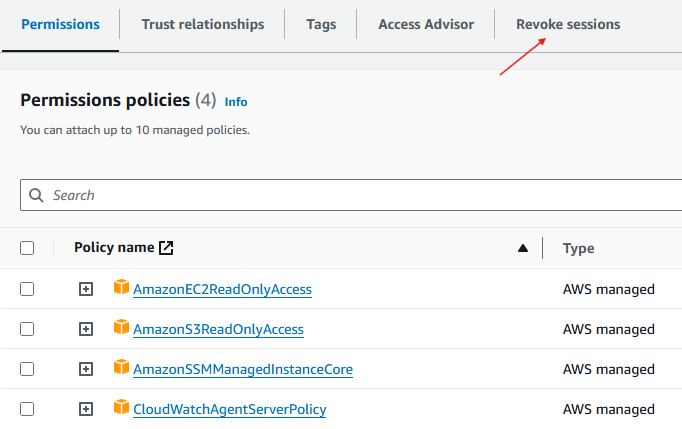 Permissions
Trust relationships
Tags
Access Advisor
Revoke sessions
Permissions policies (4) Info
You can attach up to 10 managed policies.
Search
Policy name
Type
AmazonEC2ReadOnlyAccess
AWS managed
AmazonS3ReadOnlyAccess
AWS managed
AmazonSSMManagedInstanceCore
AWS managed
CloudWatchAgentServerPolicy
AWS managed